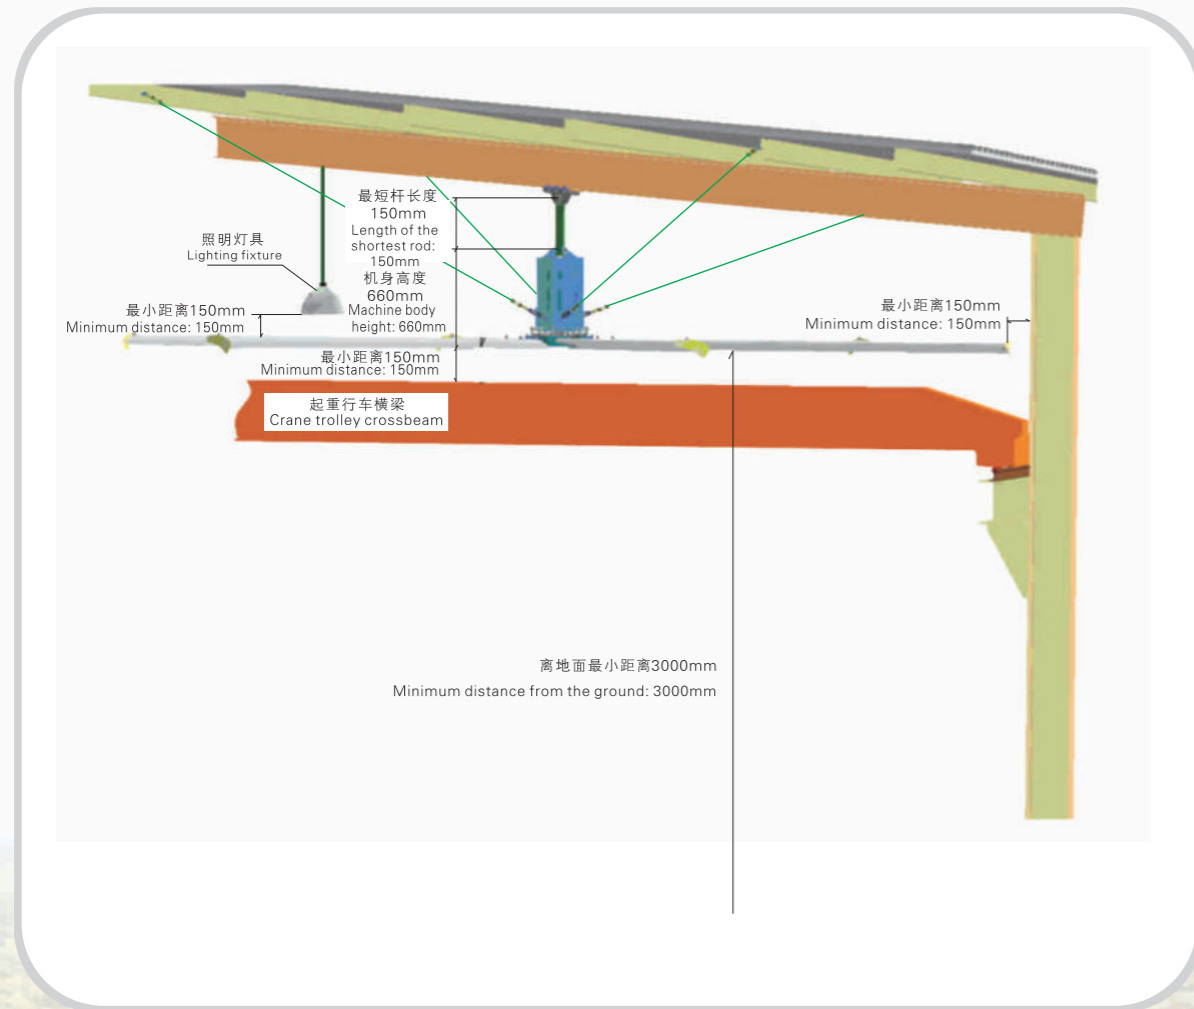 最短杆长度
150mm
Length of the
shortest rod:
150mm
照明灯具
Lighting fixture
机身高度
660mm
Machine body
height: 660mm
最小距离150mm
Minimum distance: 150mm
最小距离150mm
Minimum distance: 150mm
最小距离150mm
Minimum distance: 150mm
起重行车横梁
Crane trolley crossbeam
离地面最小距离3000mm
Minimum distance from the ground: 3000mm